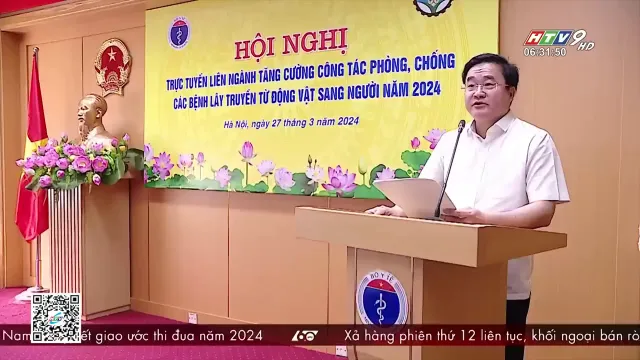 HTV9 HD
06:31:50
HỘI NGHỊ
TRỰC TUYẾN LIÊN NGÀNH TĂNG CƯỜNG CÔNG TÁC PHÒNG, CHỐNG
CÁC BỆNH LÂY TRUYỀN TỪ ĐỘNG VẬT SANG NGƯỜI NĂM 2024
Hà Nội, ngày 27 tháng 3 năm 2024
BỘ Y TẾ
Nam ết giao ước thi đua năm 2024
Xả hàng phiên thứ 12 liên tục, khối ngoại bán rò